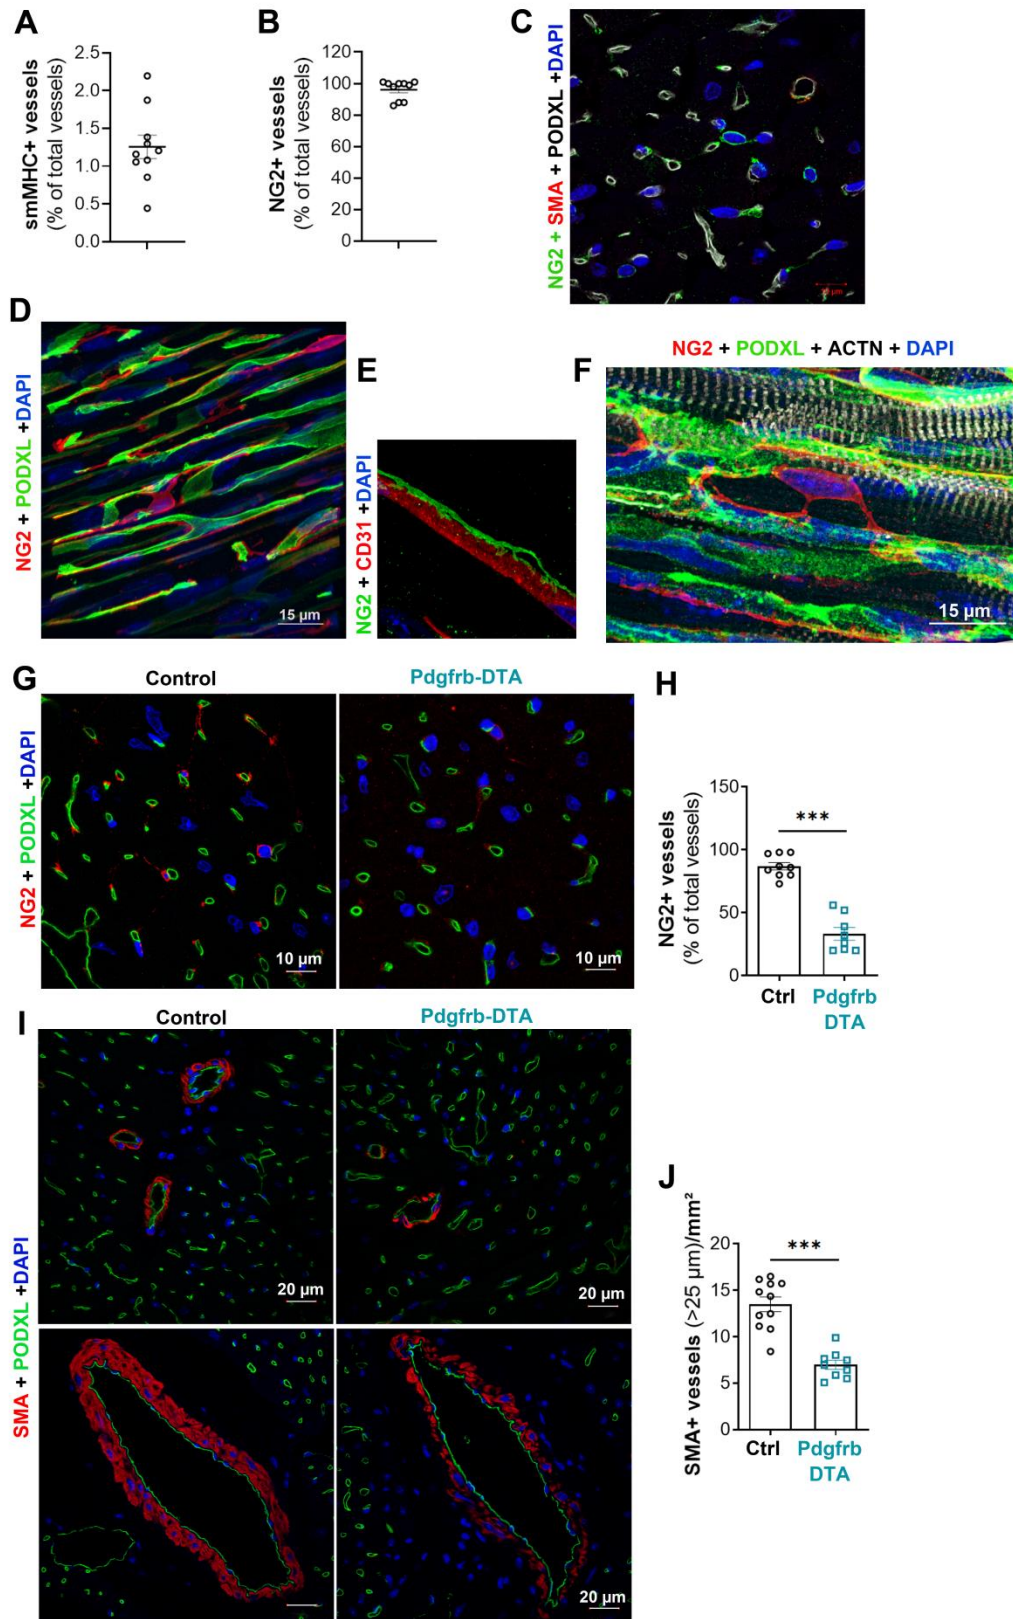 A
smMHC+ vessels
(% of total vessels)
2.5
2.0
1.5
1.0
0.5
0.0
B
NG2+ vessels
(% of total vessels)
120
100
80
60
40
20
0
C
NG2 + SMA + PODXL +DAPI
D
NG2 + PODXL +DAPI
15 µm
E
NG2 + CD31 +DAPI
F
NG2 + PODXL + ACTN + DAPI
15 µm
G
Control
Pdgfrb-DTA
NG2 + PODXL +DAPI
10 µm
10 µm
H
NG2+ vessels
(% of total vessels)
150
100
50
0
***
Ctrl
Pdgfrb
DTA
I
Control
Pdgfrb-DTA
SMA + PODXL +DAPI
20 µm
20 µm
20 µm
J
SMA+ vessels (>25 µm)/mm²
20
15
10
5
0
***
Ctrl
Pdgfrb
DTA